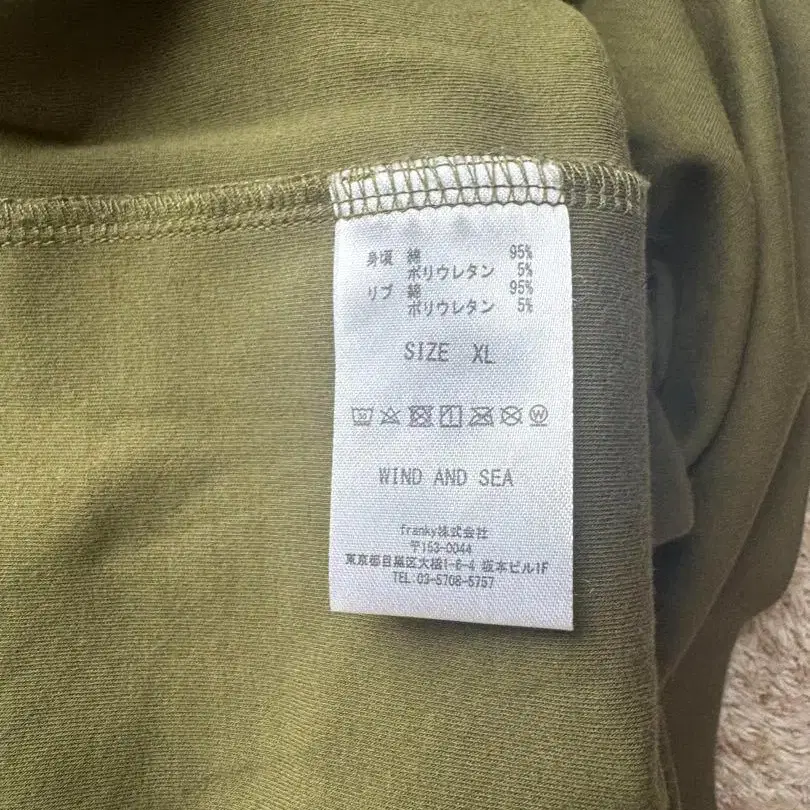 身頃 綿 95%
ポリウレタン 5%
リブ 綿 95%
ポリウレタン 5%
SIZE XL
WIND AND SEA
franky株式会社
〒153-0044
東京都目黒区大橋1-6-4 坂本ビル1F
TEL:03-5708-5757